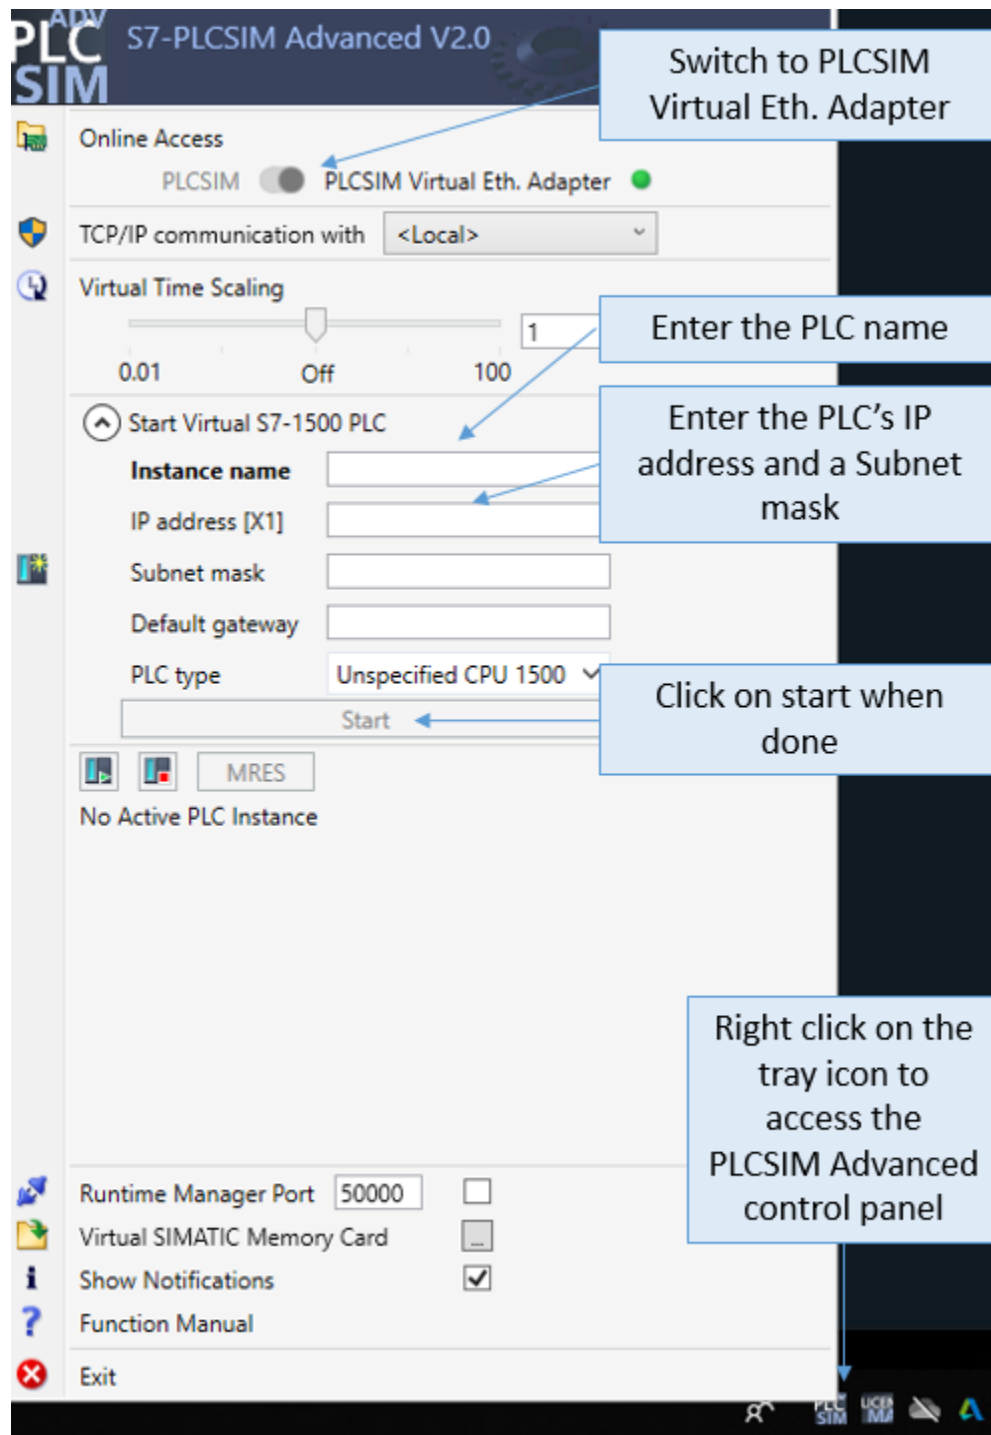 ADV
PLC
SIM
S7-PLCSIM Advanced V2.0
Switch to PLCSIM
Virtual Eth. Adapter
Online Access
PLCSIM PLCSIM Virtual Eth. Adapter
TCP/IP communication with <Local>
Virtual Time Scaling
1
0.01 Off 100
Enter the PLC name
Start Virtual S7-1500 PLC
Enter the PLC’s IP
address and a Subnet
mask
Instance name
IP address [X1]
Subnet mask
Default gateway
PLC type Unspecified CPU 1500
Start
Click on start when
done
MRES
No Active PLC Instance
Right click on the
tray icon to
access the
PLCSIM Advanced
control panel
Runtime Manager Port 50000
Virtual SIMATIC Memory Card ...
Show Notifications
Function Manual
Exit
PLC
SIM